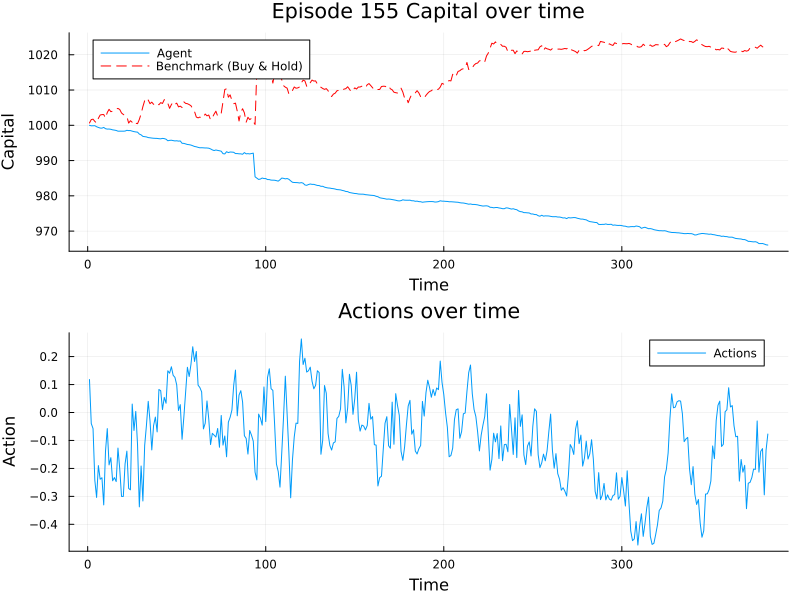 Episode 155 Capital over time
Agent
Benchmark (Buy & Hold)
Capital
1020
1010
1000
990
980
970
0
100
200
300
Time
Actions over time
Actions
Action
0.2
0.1
0.0
−0.1
−0.2
−0.3
−0.4
0
100
200
300
Time